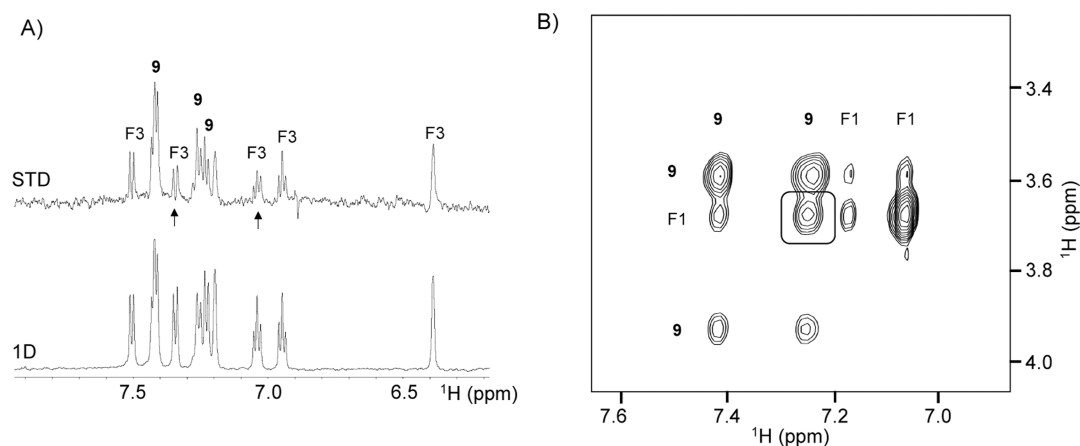 A)
9
9
9
F3
F3
F3
F3
F3
STD
1D
7.5
7.0
6.5
¹H (ppm)
B)
9
9
F1
F1
9
F1
9
3.4
3.6
3.8
4.0
¹H (ppm)
7.6
7.4
7.2
7.0
¹H (ppm)